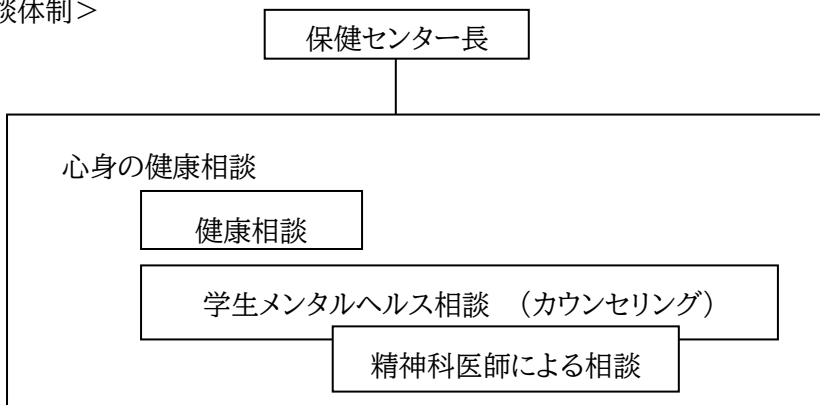 談体制＞
保健センター長
心身の健康相談
健康相談
学生メンタルヘルス相談　（カウンセリング）
精神科医師による相談